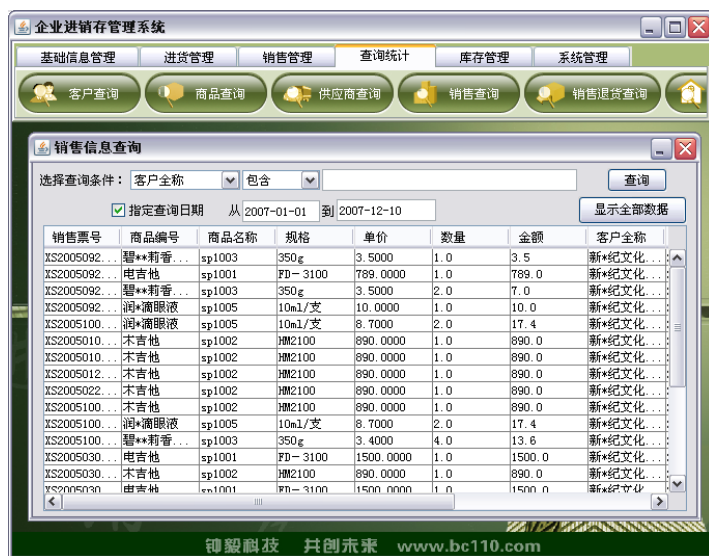 企业进销存管理系统
基础信息管理 进货管理 销售管理 查询统计 库存管理 系统管理
客户查询 商品查询 供应商查询 销售查询 销售退货查询
销售信息查询
选择查询条件： 客户全称 包含 查询
指定查询日期 从 2007-01-01 到 2007-12-10 显示全部数据
销售票号 商品编号 商品名称 规格 单价 数量 金额 客户全称
XS2005092... 碧**莉香... sp1003 350g 3.5000 1.0 3.5 新*纪文化...
XS2005092... 电吉他 sp1001 FD－3100 789.0000 1.0 789.0 新*纪文化...
XS2005092... 碧**莉香... sp1003 350g 3.5000 2.0 7.0 新*纪文化...
XS2005092... 润*滴眼液 sp1005 10ml/支 10.0000 1.0 10.0 新*纪文化...
XS2005100... 润*滴眼液 sp1005 10ml/支 8.7000 2.0 17.4 新*纪文化...
XS2005010... 木吉他 sp1002 HM2100 890.0000 1.0 890.0 新*纪文化...
XS2005010... 木吉他 sp1002 HM2100 890.0000 1.0 890.0 新*纪文化...
XS2005012... 木吉他 sp1002 HM2100 890.0000 1.0 890.0 新*纪文化...
XS2005022... 木吉他 sp1002 HM2100 890.0000 1.0 890.0 新*纪文化...
XS2005100... 木吉他 sp1002 HM2100 890.0000 1.0 890.0 新*纪文化...
XS2005100... 润*滴眼液 sp1005 10ml/支 8.7000 2.0 17.4 新*纪文化...
XS2005100... 碧**莉香... sp1003 350g 3.4000 4.0 13.6 新*纪文化...
XS2005030... 电吉他 sp1001 FD－3100 1500.0000 1.0 1500.0 新*纪文化...
XS2005030... 木吉他 sp1002 HM2100 890.0000 1.0 890.0 新*纪文化...
XS2005030... 电吉他 sp1001 FD－3100 1500.0000 1.0 1500.0 新*纪文化...
钟毅科技 共创未来 www.bc110.com